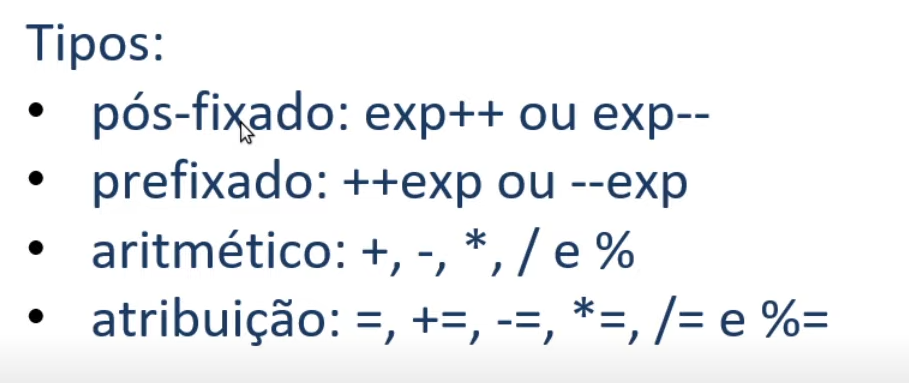 Tipos:
• pós-fixado: exp++ ou exp--
• prefixado: ++exp ou --exp
• aritmético: +, -, *, / e %
• atribuição: =, +=, -=, *=, /= e %=